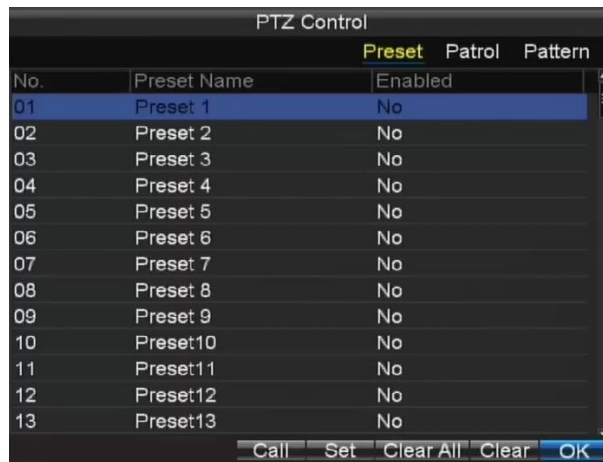 PTZ Control
Preset Patrol Pattern
No. Preset Name Enabled
01 Preset 1 No
02 Preset 2 No
03 Preset 3 No
04 Preset 4 No
05 Preset 5 No
06 Preset 6 No
07 Preset 7 No
08 Preset 8 No
09 Preset 9 No
10 Preset10 No
11 Preset11 No
12 Preset12 No
13 Preset13 No
Call Set Clear All Clear OK